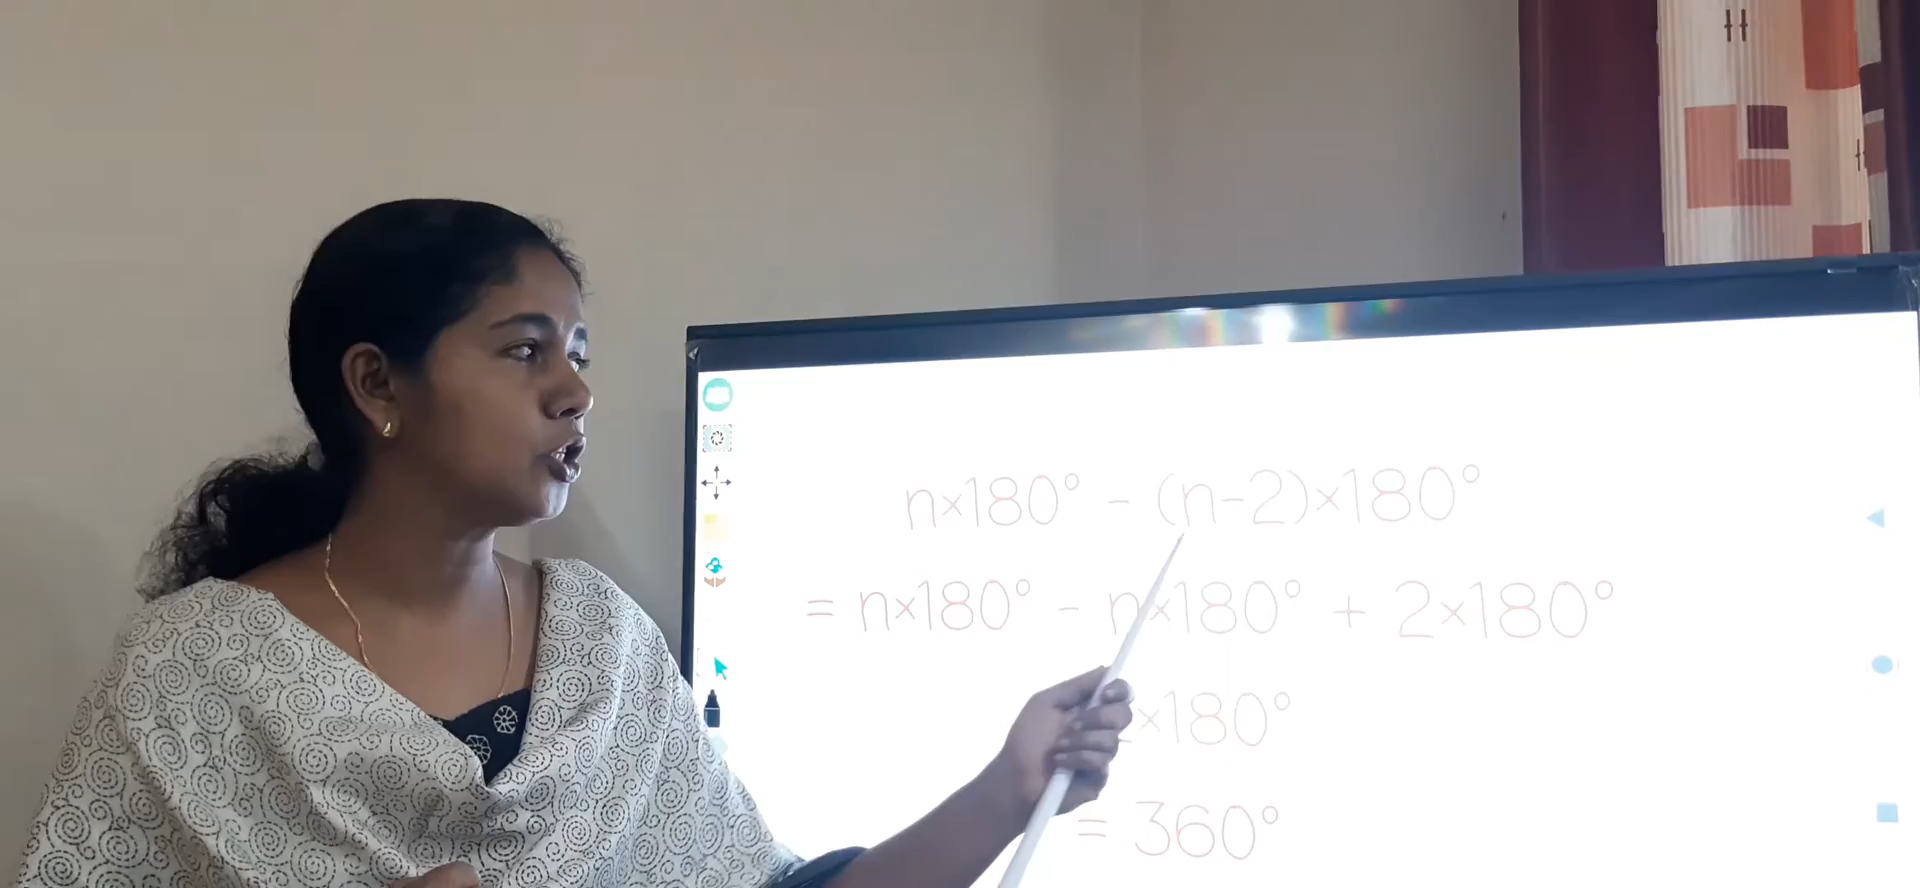 n×180° - (n-2)×180°
= n×180° - n×180° + 2×180°
×180°
= 360°